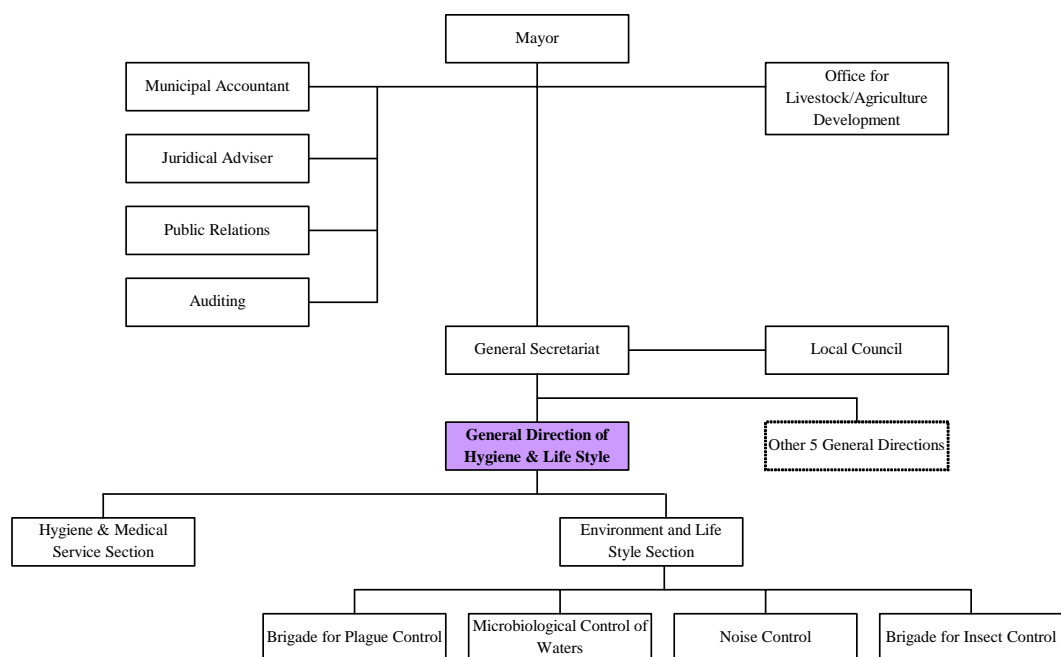 Mayor
Municipal Accountant
Office for
Livestock/Agriculture
Development
Juridical Adviser
Public Relations
Auditing
General Secretariat
Local Council
General Direction of
Hygiene & Life Style
Other 5 General Directions
Hygiene & Medical
Service Section
Environment and Life
Style Section
Brigade for Plague Control
Microbiological Control of
Waters
Noise Control
Brigade for Insect Control